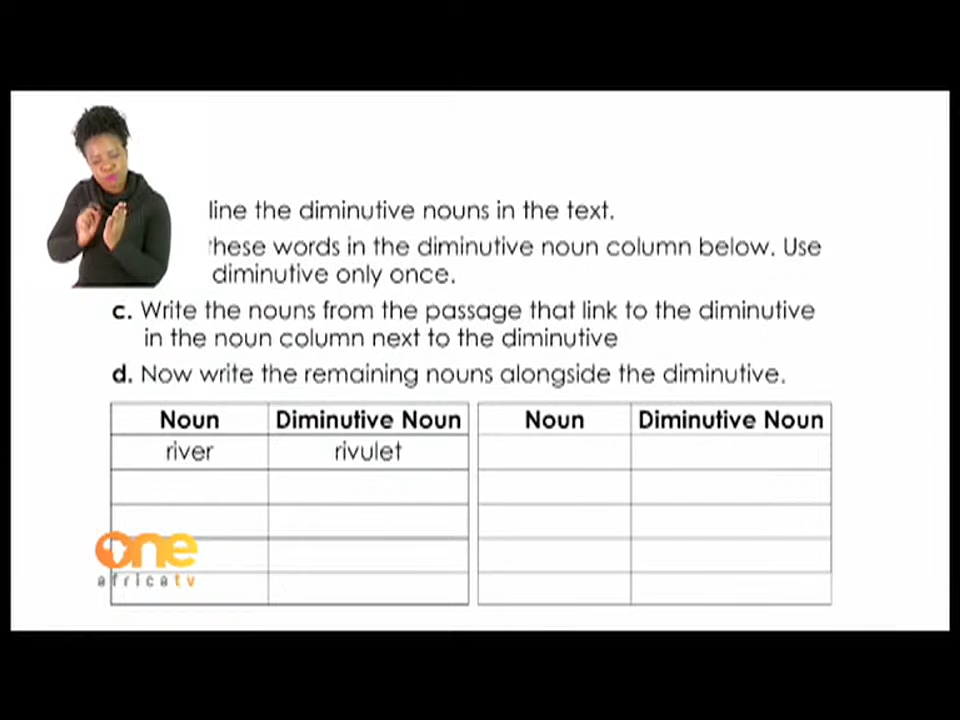 line the diminutive nouns in the text.
these words in the diminutive noun column below. Use
diminutive only once.
c. Write the nouns from the passage that link to the diminutive
in the noun column next to the diminutive
d. Now write the remaining nouns alongside the diminutive.
Noun Diminutive Noun Noun Diminutive Noun
river rivulet
one
africa tv